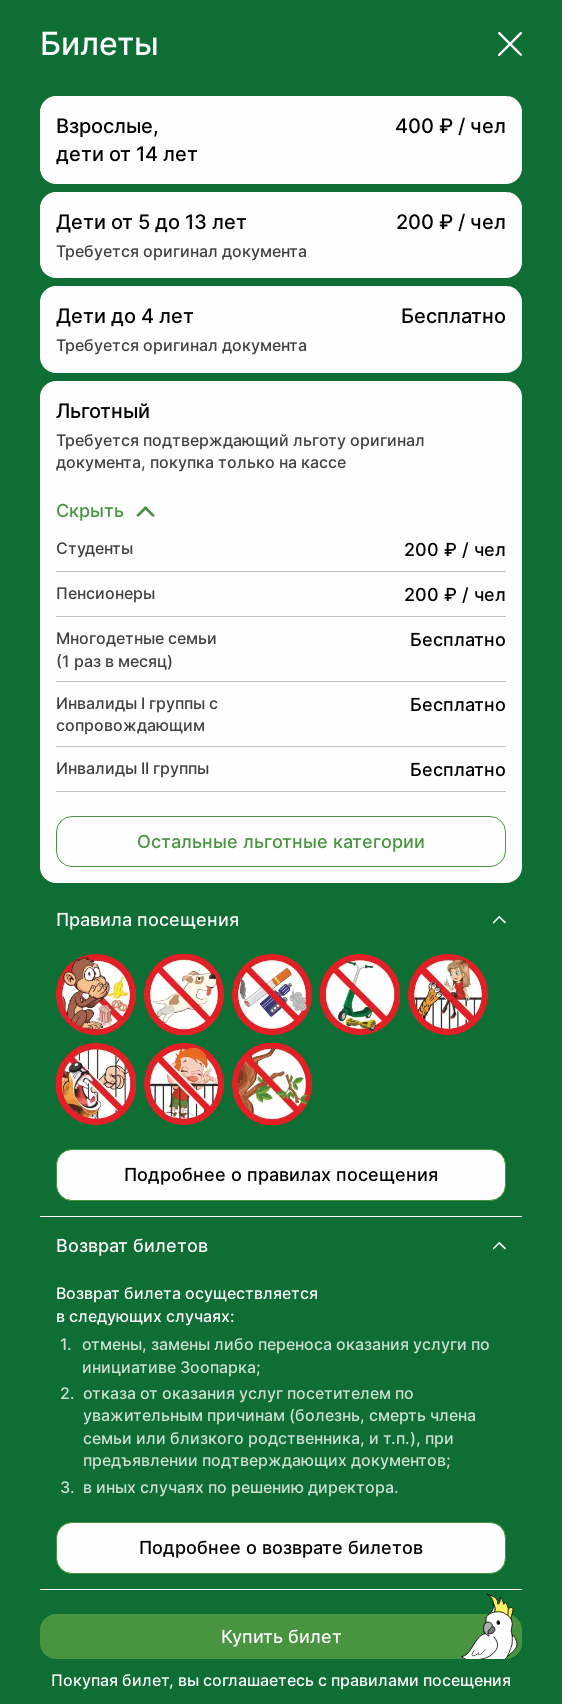 Билеты
Взрослые,
дети от 14 лет
400 ₽ / чел
Дети от 5 до 13 лет
200 ₽ / чел
Требуется оригинал документа
Дети до 4 лет
Бесплатно
Требуется оригинал документа
Льготный
Требуется подтверждающий льготу оригинал
документа, покупка только на кассе
Скрыть
Студенты
200 ₽ / чел
Пенсионеры
200 ₽ / чел
Многодетные семьи
(1 раз в месяц)
Бесплатно
Инвалиды I группы с
сопровождающим
Бесплатно
Инвалиды II группы
Бесплатно
Остальные льготные категории
Правила посещения
Подробнее о правилах посещения
Возврат билетов
Возврат билета осуществляется
в следующих случаях:
1. отмены, замены либо переноса оказания услуги по
инициативе Зоопарка;
2. отказа от оказания услуг посетителем по
уважительным причинам (болезнь, смерть члена
семьи или близкого родственника, и т.п.), при
предъявлении подтверждающих документов;
3. в иных случаях по решению директора.
Подробнее о возврате билетов
Купить билет
Покупая билет, вы соглашаетесь с правилами посещения